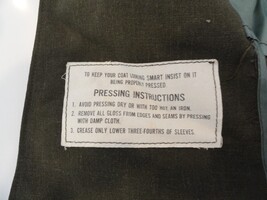 TO KEEP YOUR COAT LOOKING SMART INSIST ON IT
BEING PROPERLY PRESSED
PRESSING INSTRUCTIONS
1. AVOID PRESSING DRY OR WITH TOO HOT AN IRON.
2. REMOVE ALL GLOSS FROM EDGES AND SEAMS BY PRESSING
WITH DAMP CLOTH.
3. CREASE ONLY LOWER THREE-FOURTHS OF SLEEVES.